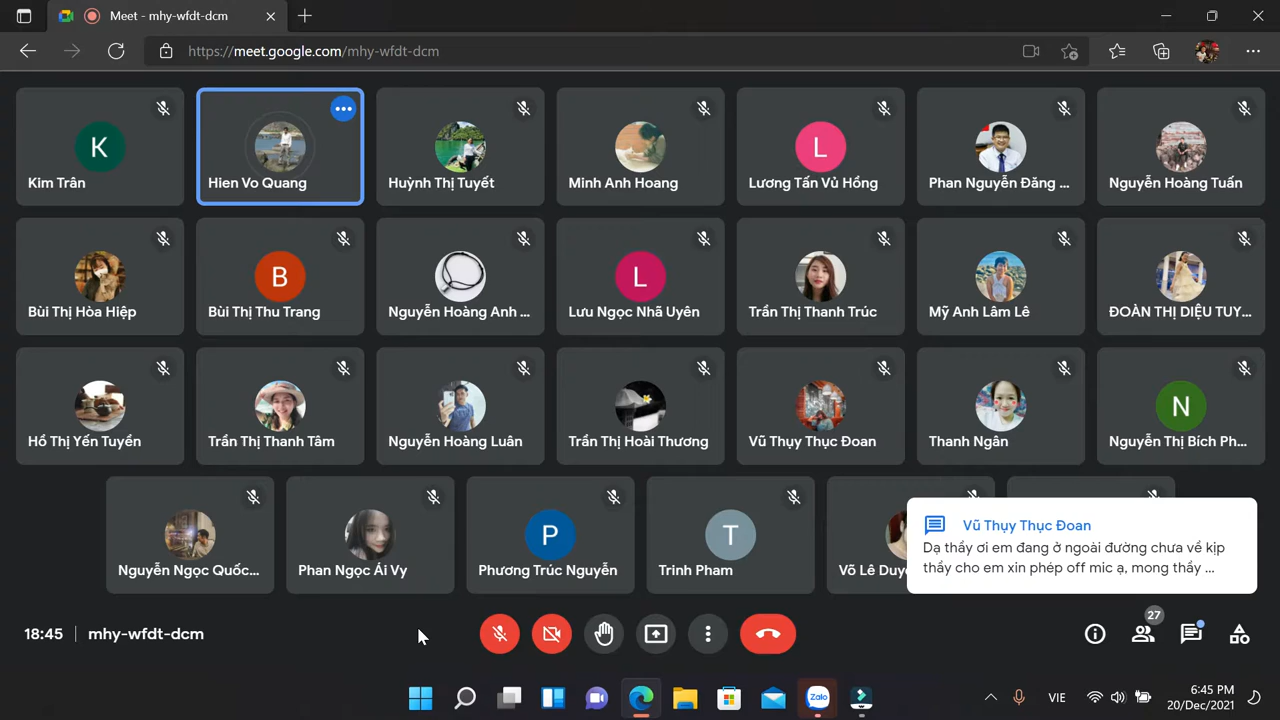 Meet - mhy-wfdt-dcm
https://meet.google.com/mhy-wfdt-dcm
K
Kim Trân
Hien Vo Quang
Huỳnh Thị Tuyết
Minh Anh Hoang
L
Lương Tấn Vủ Hồng
Phan Nguyễn Đăng ...
Nguyễn Hoàng Tuấn
Bùi Thị Hòa Hiệp
B
Bùi Thị Thu Trang
Nguyễn Hoàng Anh ...
L
Lưu Ngọc Nhã Uyên
Trần Thị Thanh Trúc
Mỹ Anh Lâm Lê
ĐOÀN THỊ DIỆU TUY...
Hồ Thị Yến Tuyền
Trần Thị Thanh Tâm
Nguyễn Hoàng Luân
Trần Thị Hoài Thương
Vũ Thụy Thục Đoan
Thanh Ngân
N
Nguyễn Thị Bích Ph...
Nguyễn Ngọc Quốc...
Phan Ngọc Ái Vy
P
Phương Trúc Nguyễn
T
Trinh Pham
Võ Lê Duy
Vũ Thụy Thục Đoan
Dạ thầy ơi em đang ở ngoài đường chưa về kịp
thầy cho em xin phép off mic ạ, mong thầy ...
18:45
mhy-wfdt-dcm
27
Zalo
VIE
6:45 PM
20/Dec/2021